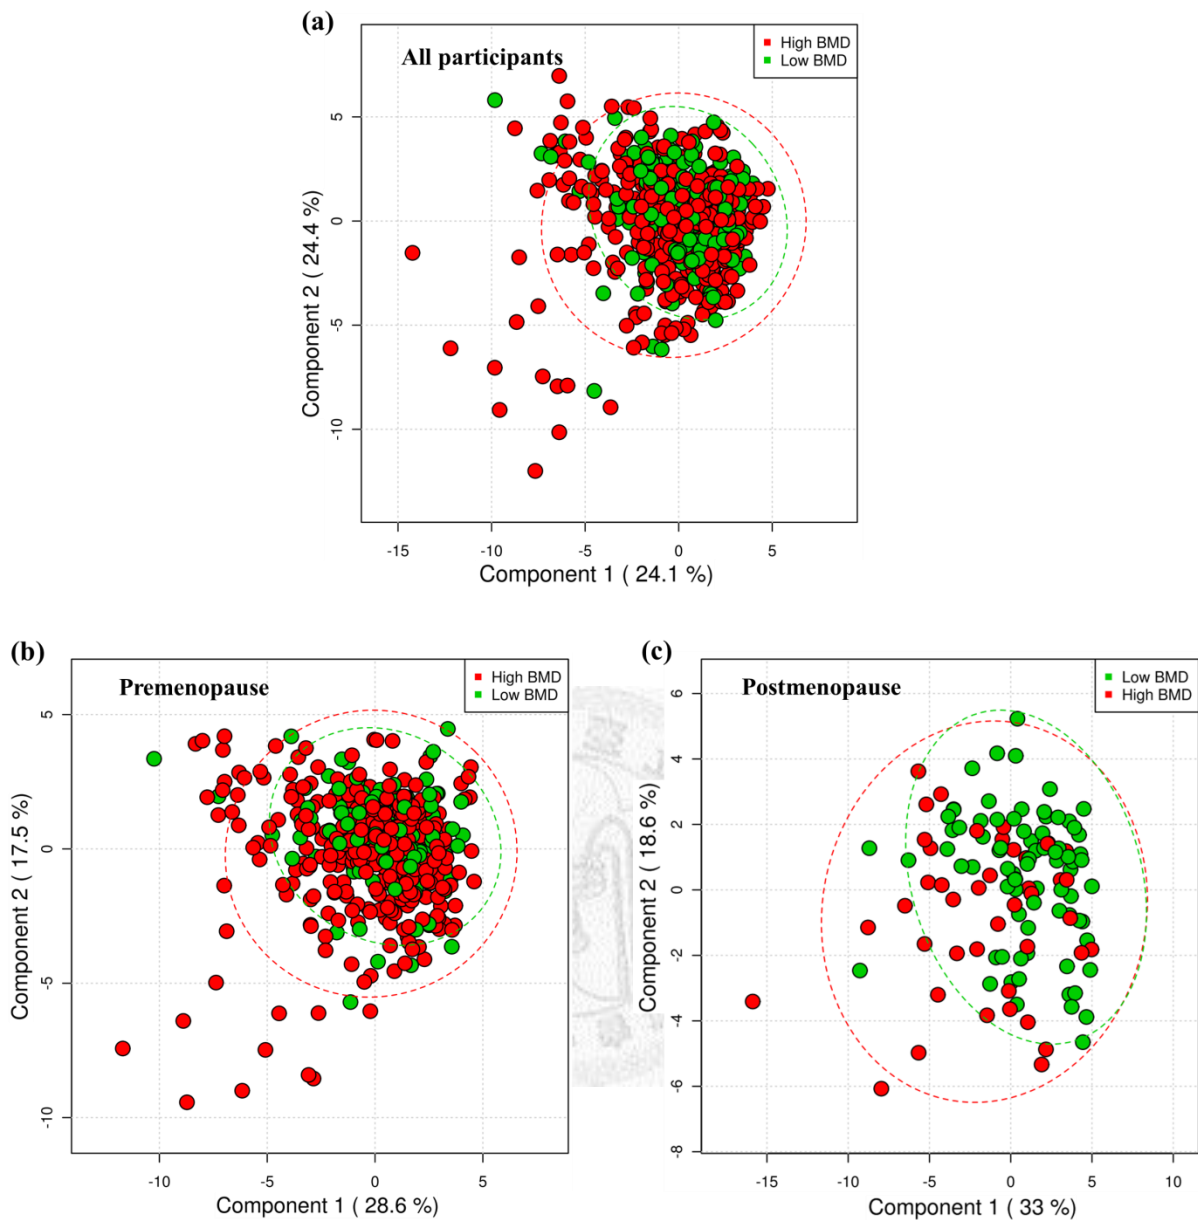 (a)
All participants
High BMD
Low BMD
5
0
-5
-10
Component 2 ( 24.4 %)
-15
-10
-5
0
5
Component 1 ( 24.1 %)
(b)
Premenopause
High BMD
Low BMD
5
0
-5
-10
Component 2 ( 17.5 %)
-10
-5
0
5
Component 1 ( 28.6 %)
(c)
Postmenopause
Low BMD
High BMD
6
4
2
0
-2
-4
-6
-8
Component 2 ( 18.6 %)
-15
-10
-5
0
5
10
Component 1 ( 33 %)